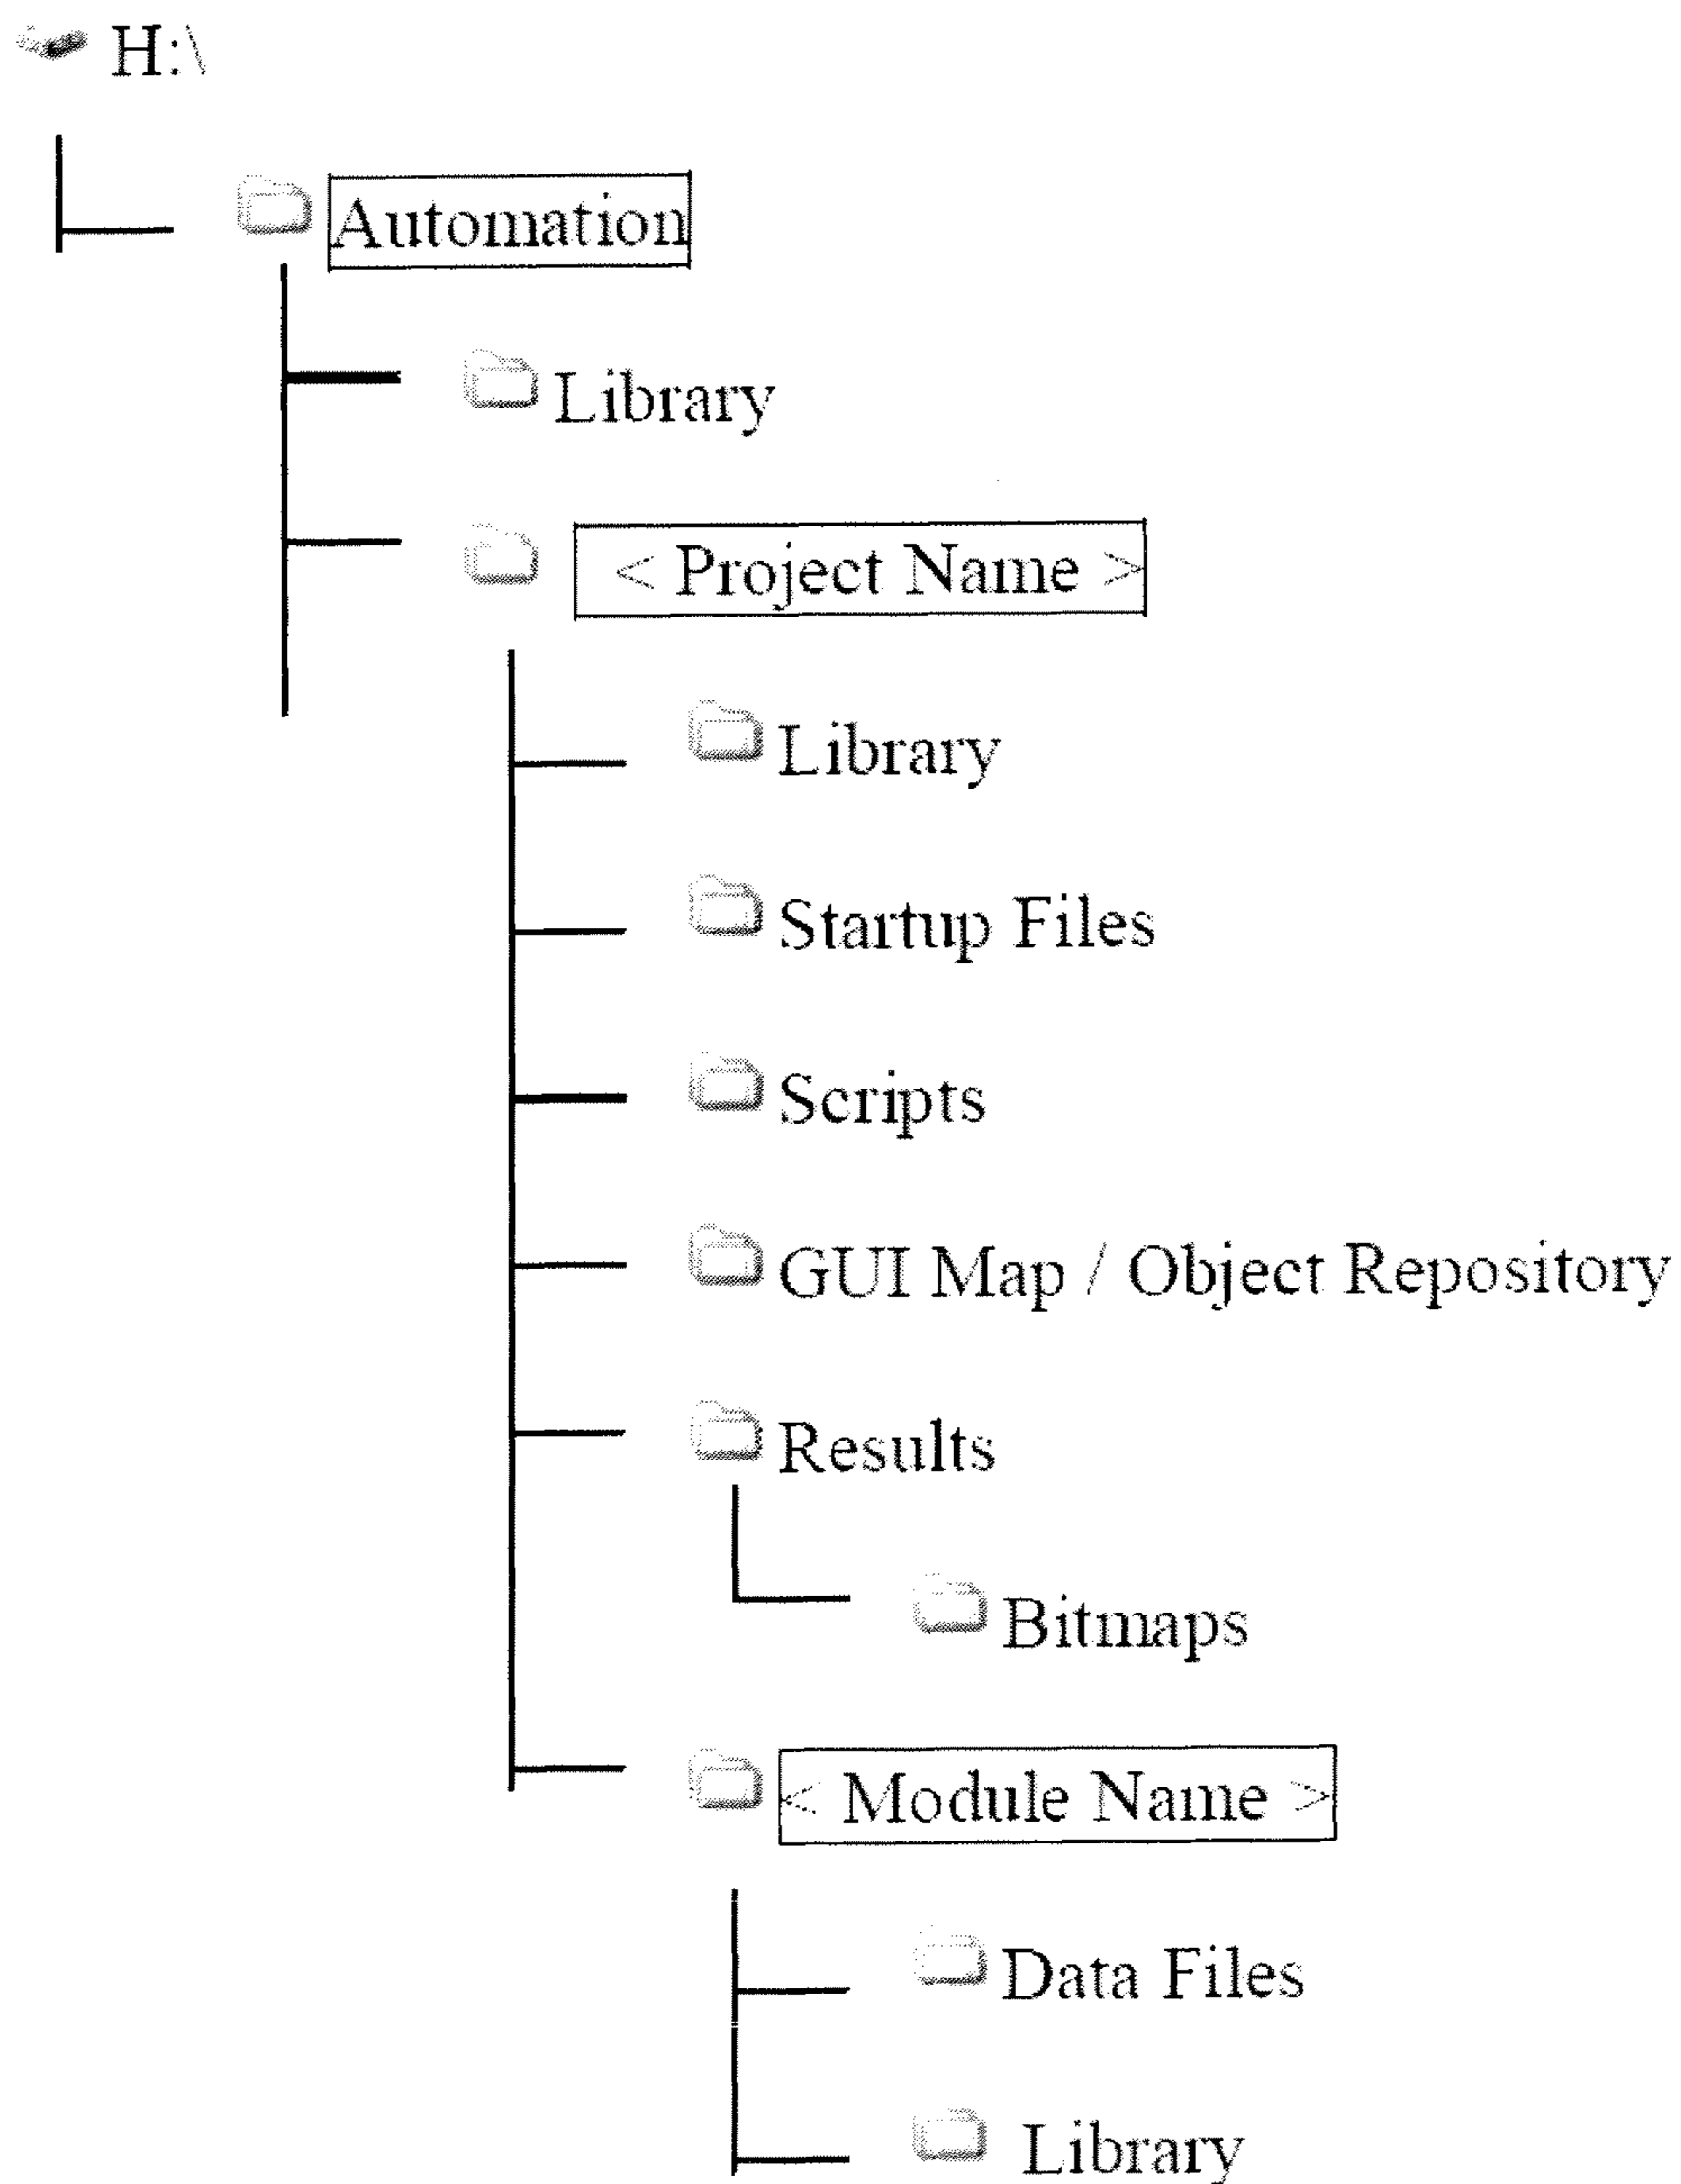 H:\
Automation
Library
< Project Name >
Library
Startup Files
Scripts
GUI Map / Object Repository
Results
Bitmaps
< Module Name >
Data Files
Library